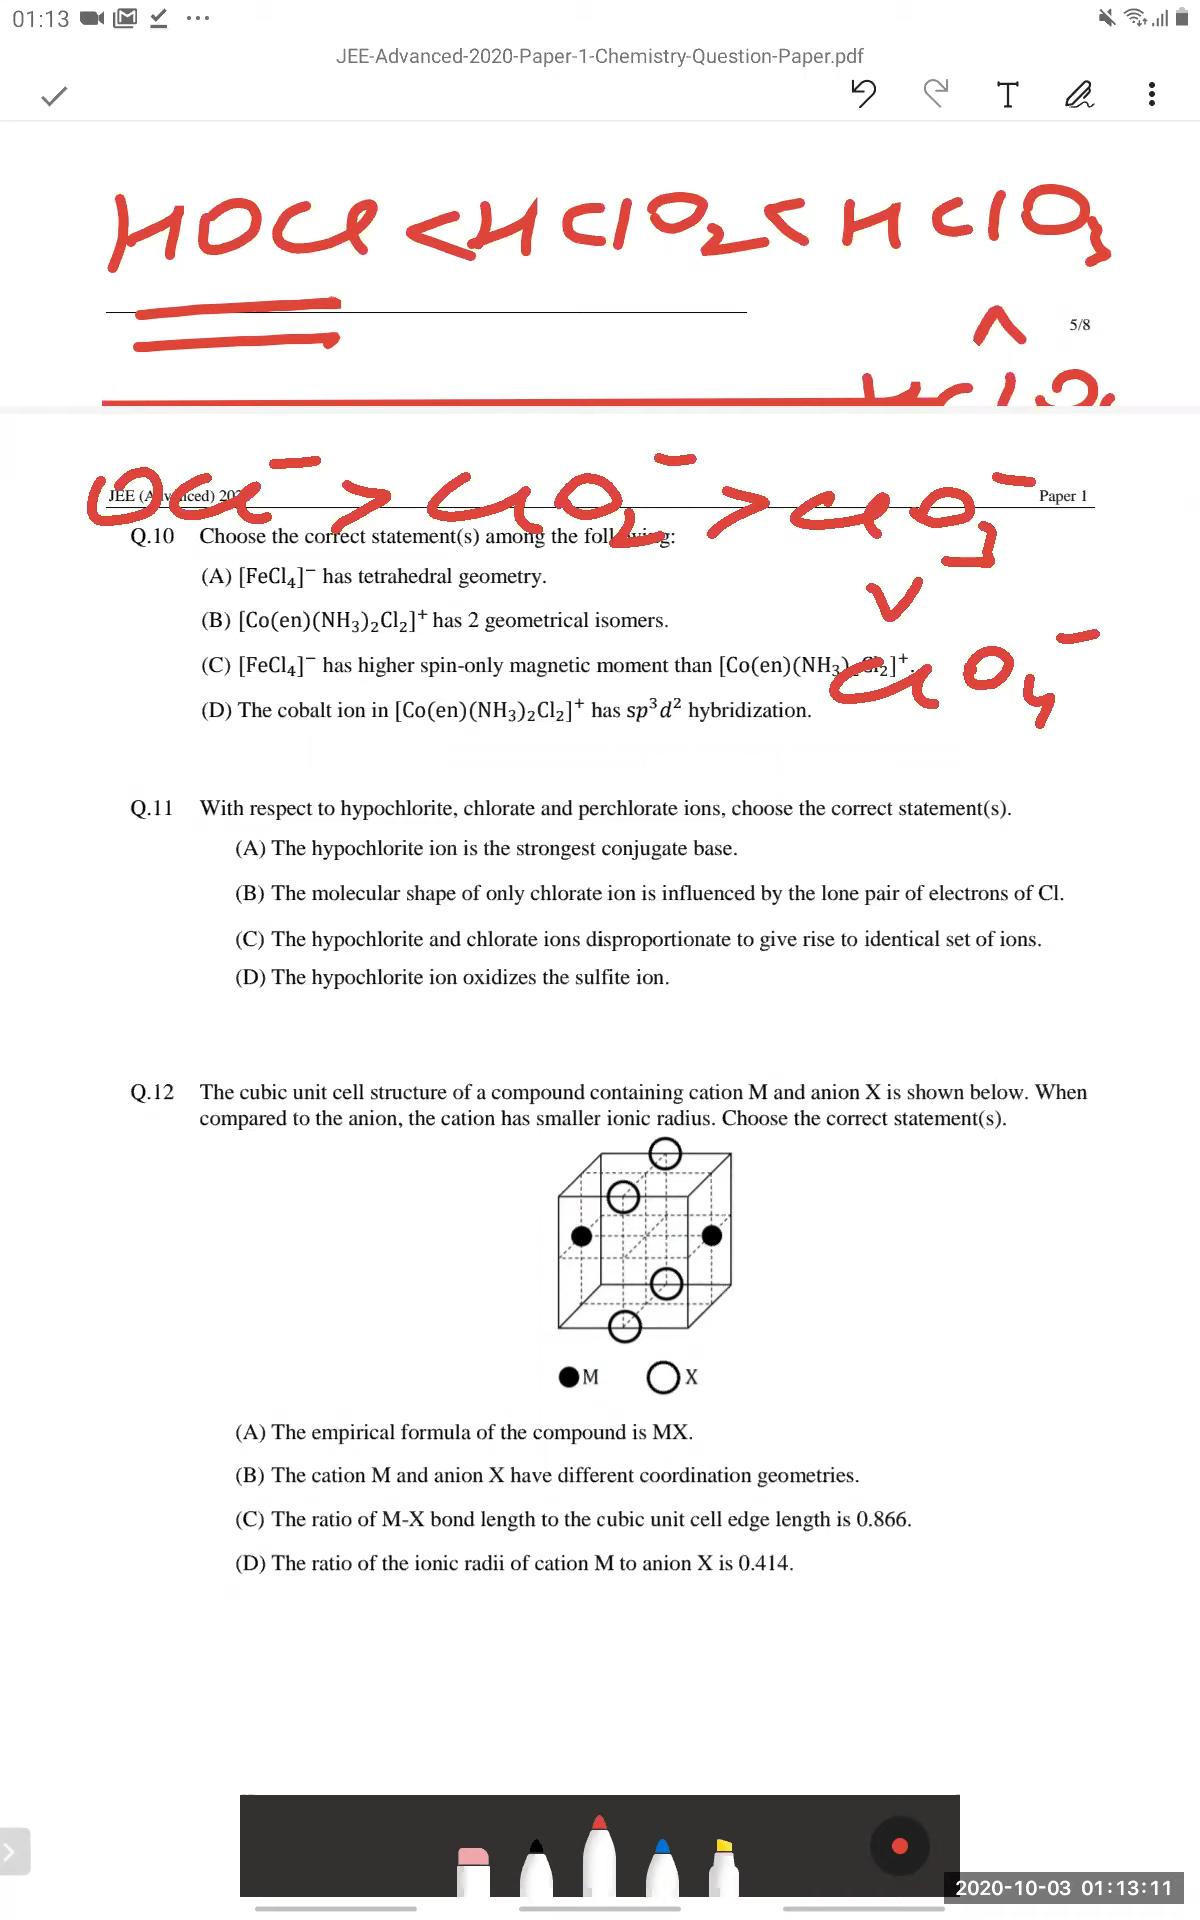 01:13
JEE-Advanced-2020-Paper-1-Chemistry-Question-Paper.pdf
T
HOCl < HClO2 < HClO3
5/8
^
OCl⁻ > ClO2⁻ > ClO3⁻
Paper 1
Q.10 Choose the correct statement(s) among the following:
(A) [FeCl₄]⁻ has tetrahedral geometry.
(B) [Co(en)(NH₃)₂Cl₂]⁺ has 2 geometrical isomers.
(C) [FeCl₄]⁻ has higher spin-only magnetic moment than [Co(en)(NH₃)₂Cl₂]⁺.
v
ClO4⁻
(D) The cobalt ion in [Co(en)(NH₃)₂Cl₂]⁺ has sp³d² hybridization.
Q.11 With respect to hypochlorite, chlorate and perchlorate ions, choose the correct statement(s).
(A) The hypochlorite ion is the strongest conjugate base.
(B) The molecular shape of only chlorate ion is influenced by the lone pair of electrons of Cl.
(C) The hypochlorite and chlorate ions disproportionate to give rise to identical set of ions.
(D) The hypochlorite ion oxidizes the sulfite ion.
Q.12 The cubic unit cell structure of a compound containing cation M and anion X is shown below. When
compared to the anion, the cation has smaller ionic radius. Choose the correct statement(s).
M X
(A) The empirical formula of the compound is MX.
(B) The cation M and anion X have different coordination geometries.
(C) The ratio of M-X bond length to the cubic unit cell edge length is 0.866.
(D) The ratio of the ionic radii of cation M to anion X is 0.414.
2020-10-03 01:13:11